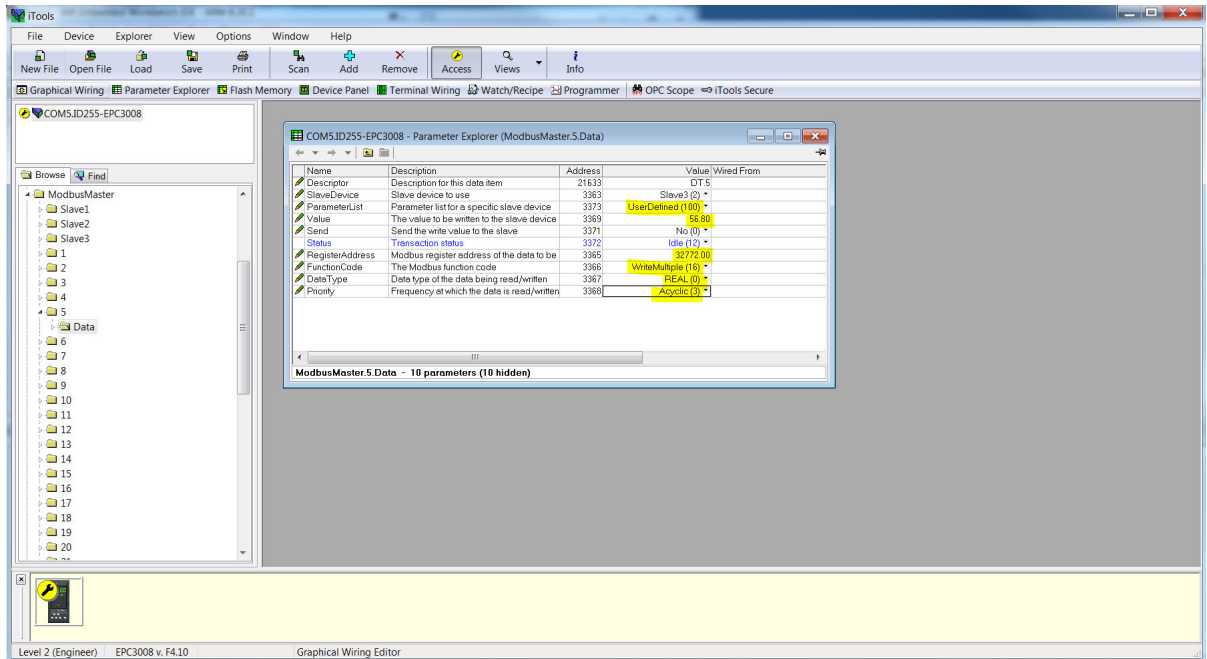 iTools
File Device Explorer View Options Window Help
New File Open File Load Save Print Scan Add Remove Access Views Info
Graphical Wiring Parameter Explorer Flash Memory Device Panel Terminal Wiring Watch/Recipe Programmer OPC Scope iTools Secure
COM5.ID255-EPC3008
Browse Find
ModbusMaster
Slave1
Slave2
Slave3
1
2
3
4
5
Data
6
7
8
9
10
11
12
13
14
15
16
17
18
19
20
COM5.ID255-EPC3008 - Parameter Explorer (ModbusMaster.5.Data)
Name Description Address Value Wired From
Descriptor Description for this data item 21633 DT.5
SlaveDevice Slave device to use 3363 Slave3 (2)
ParameterList Parameter list for a specific slave device 3373 UserDefined (100)
Value The value to be written to the slave device 3369 56.80
Send Send the write value to the slave 3371 No (0)
Status Transaction status 3372 Idle (12)
RegisterAddress Modbus register address of the data to be 3365 32772.00
FunctionCode The Modbus function code 3366 WriteMultiple (16)
DataType Data type of the data being read/written 3367 REAL (0)
Priority Frequency at which the data is read/written 3368 Acyclic (3)
ModbusMaster.5.Data - 10 parameters (10 hidden)
Level 2 (Engineer) EPC3008 v. F4.10 Graphical Wiring Editor